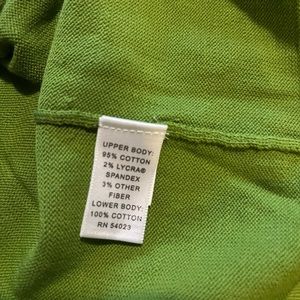 UPPER BODY:
95% COTTON
2% LYCRA®
SPANDEX
3% OTHER
FIBER
LOWER BODY:
100% COTTON
RN 54023